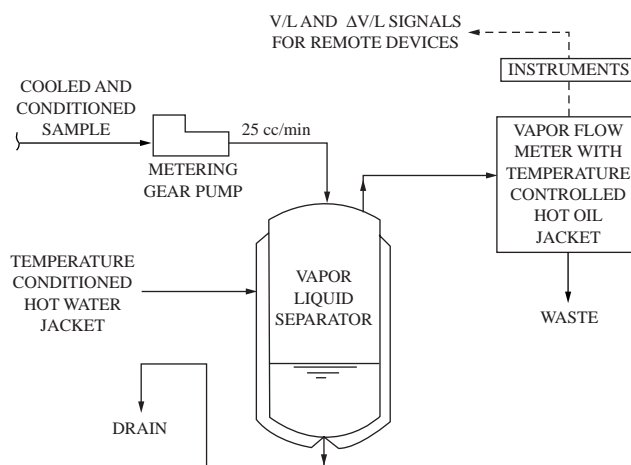 V/L AND ΔV/L SIGNALS
FOR REMOTE DEVICES
INSTRUMENTS
COOLED AND
CONDITIONED
SAMPLE
25 cc/min
METERING
GEAR PUMP
VAPOR FLOW
METER WITH
TEMPERATURE
CONTROLLED
HOT OIL
JACKET
TEMPERATURE
CONDITIONED
HOT WATER
JACKET
VAPOR
LIQUID
SEPARATOR
WASTE
DRAIN